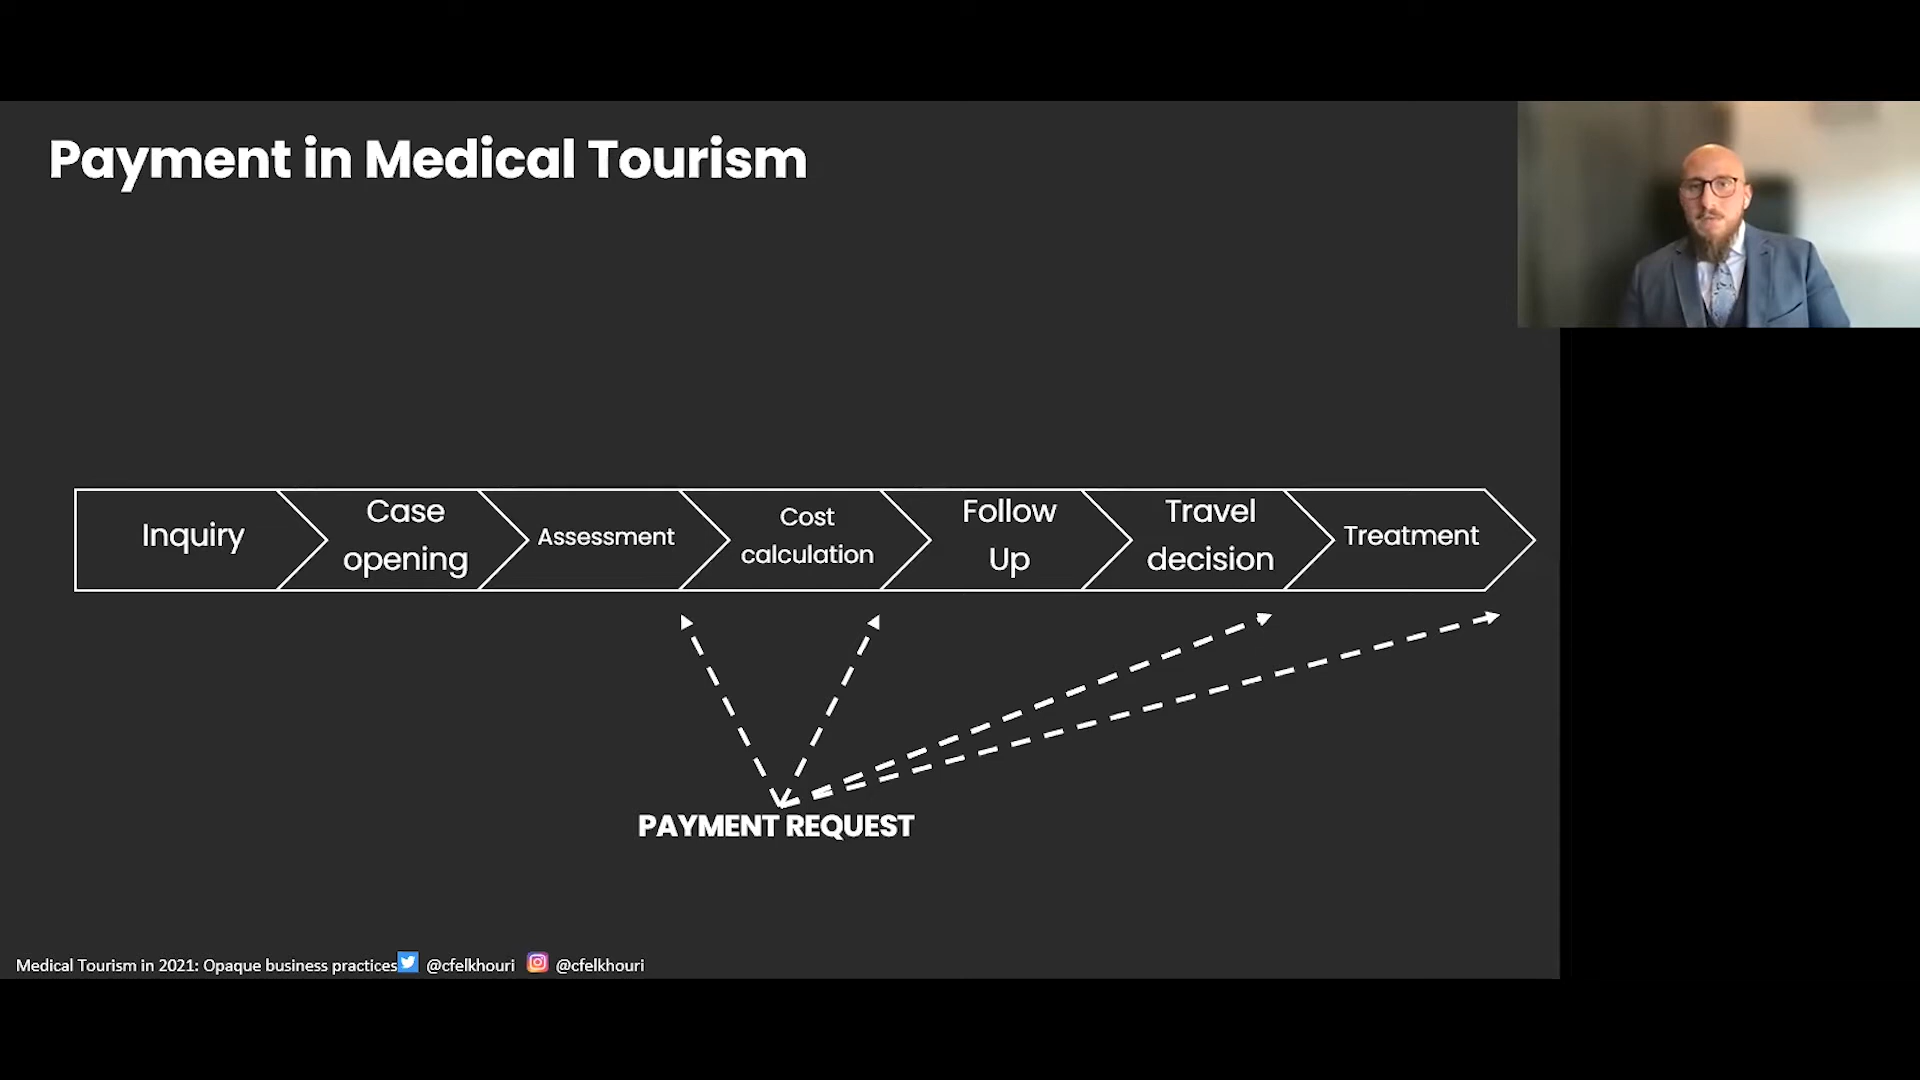 Payment in Medical Tourism
Inquiry
Case
opening
Assessment
Cost
calculation
Follow
Up
Travel
decision
Treatment
PAYMENT REQUEST
Medical Tourism in 2021: Opaque business practices @cfelkhouri @cfelkhouri